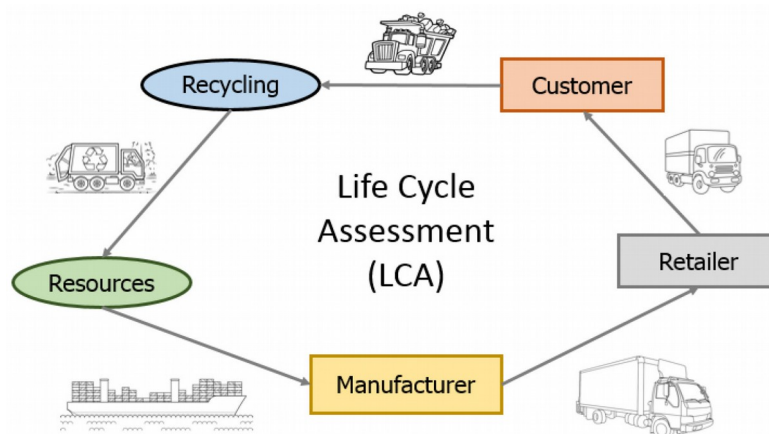 Recycling
Customer
Life Cycle
Assessment
(LCA)
Retailer
Resources
Manufacturer